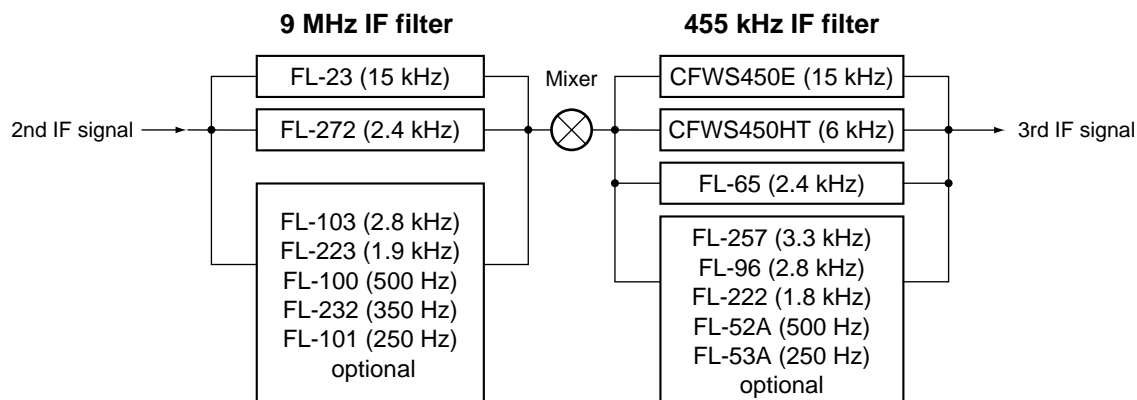 9 MHz IF filter
455 kHz IF filter
FL-23 (15 kHz)
Mixer
CFWS450E (15 kHz)
2nd IF signal
FL-272 (2.4 kHz)
CFWS450HT (6 kHz)
3rd IF signal
FL-65 (2.4 kHz)
FL-103 (2.8 kHz)
FL-223 (1.9 kHz)
FL-100 (500 Hz)
FL-232 (350 Hz)
FL-101 (250 Hz)
optional
FL-257 (3.3 kHz)
FL-96 (2.8 kHz)
FL-222 (1.8 kHz)
FL-52A (500 Hz)
FL-53A (250 Hz)
optional